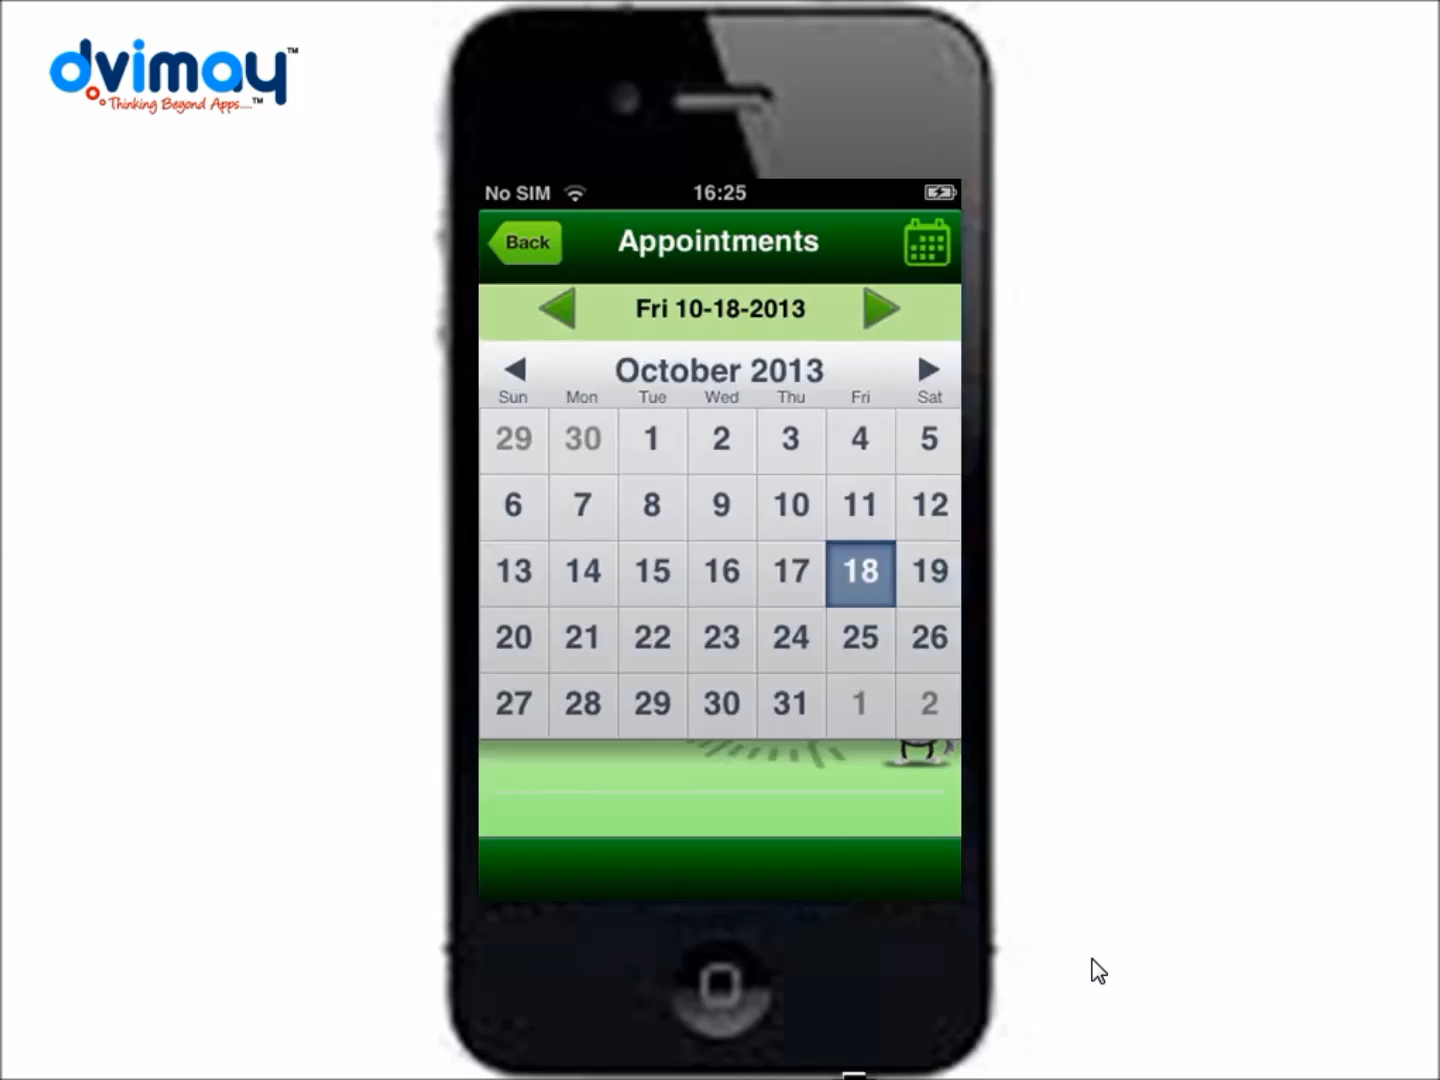 dvimay™
Thinking Beyond Apps....™
No SIM 16:25
Back Appointments
Fri 10-18-2013
October 2013
Sun Mon Tue Wed Thu Fri Sat
29 30 1 2 3 4 5
6 7 8 9 10 11 12
13 14 15 16 17 18 19
20 21 22 23 24 25 26
27 28 29 30 31 1 2